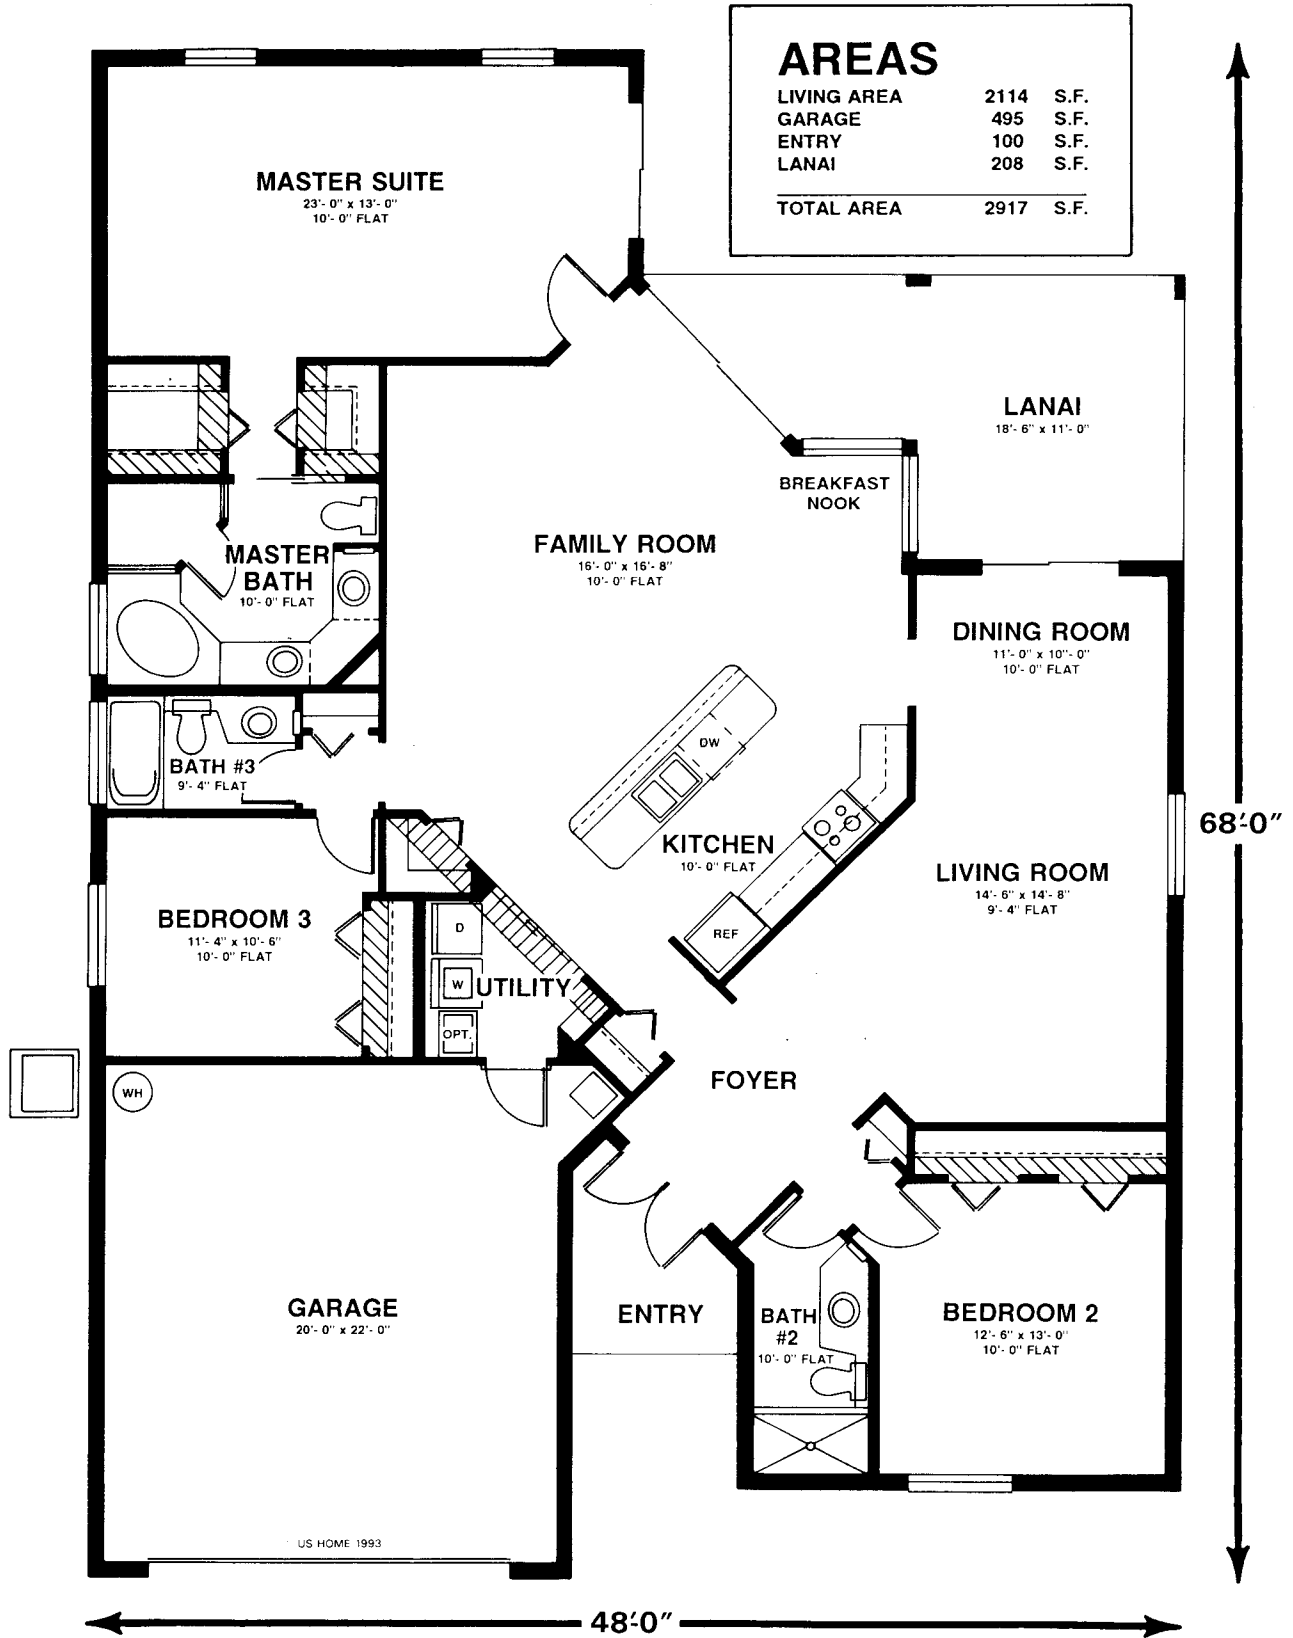 AREAS
LIVING AREA 2114 S.F.
GARAGE 495 S.F.
ENTRY 100 S.F.
LANAI 208 S.F.
TOTAL AREA 2917 S.F.
MASTER SUITE
23'-0" x 13'-0"
10'-0" FLAT
LANAI
18'-6" x 11'-0"
BREAKFAST
NOOK
FAMILY ROOM
16'-0" x 16'-8"
10'-0" FLAT
MASTER
BATH
10'-0" FLAT
DINING ROOM
11'-0" x 10"-0"
10'-0" FLAT
DW
BATH #3
9'-4" FLAT
68'-0"
KITCHEN
10'-0" FLAT
LIVING ROOM
14'-6" x 14'-8"
9'-4" FLAT
BEDROOM 3
11'-4" x 10'-6"
10'-0" FLAT
D
REF
W
UTILITY
OPT.
WH
FOYER
GARAGE
20'-0" x 22'-0"
ENTRY
BATH
#2
10'-0" FLAT
BEDROOM 2
12'-6" x 13'-0"
10'-0" FLAT
US HOME 1993
48'-0"